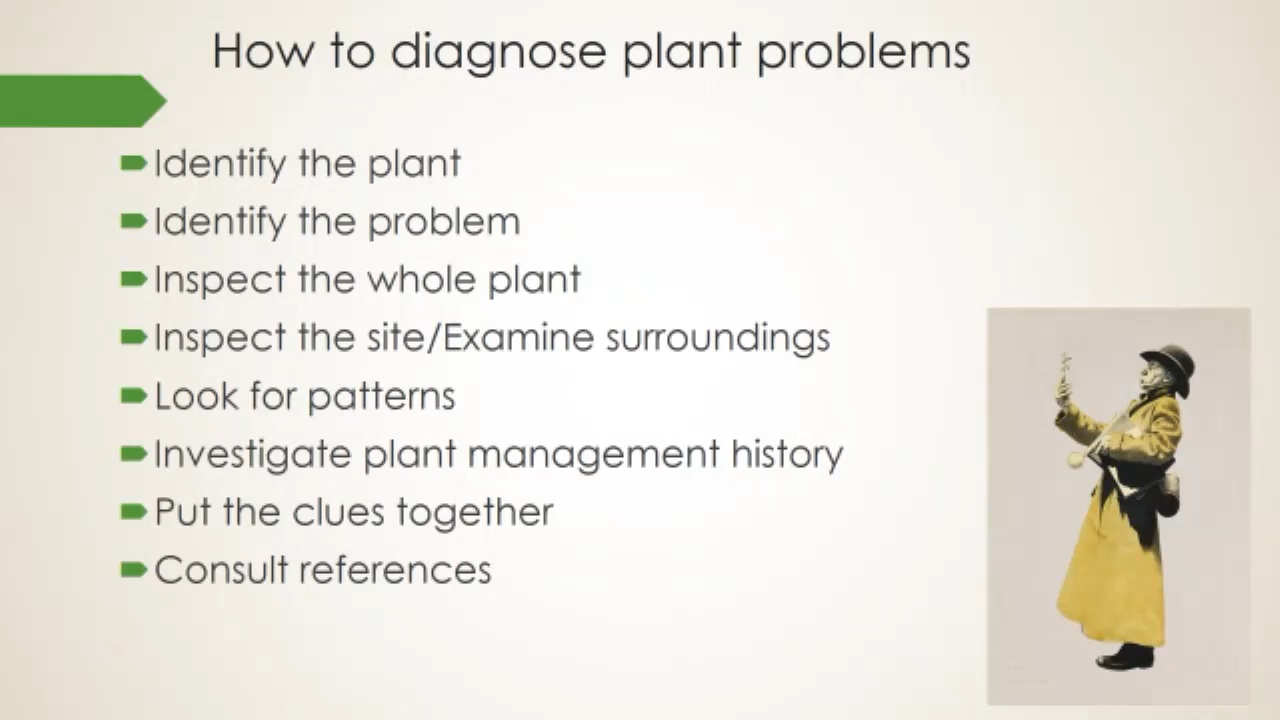 How to diagnose plant problems
Identify the plant
Identify the problem
Inspect the whole plant
Inspect the site/Examine surroundings
Look for patterns
Investigate plant management history
Put the clues together
Consult references